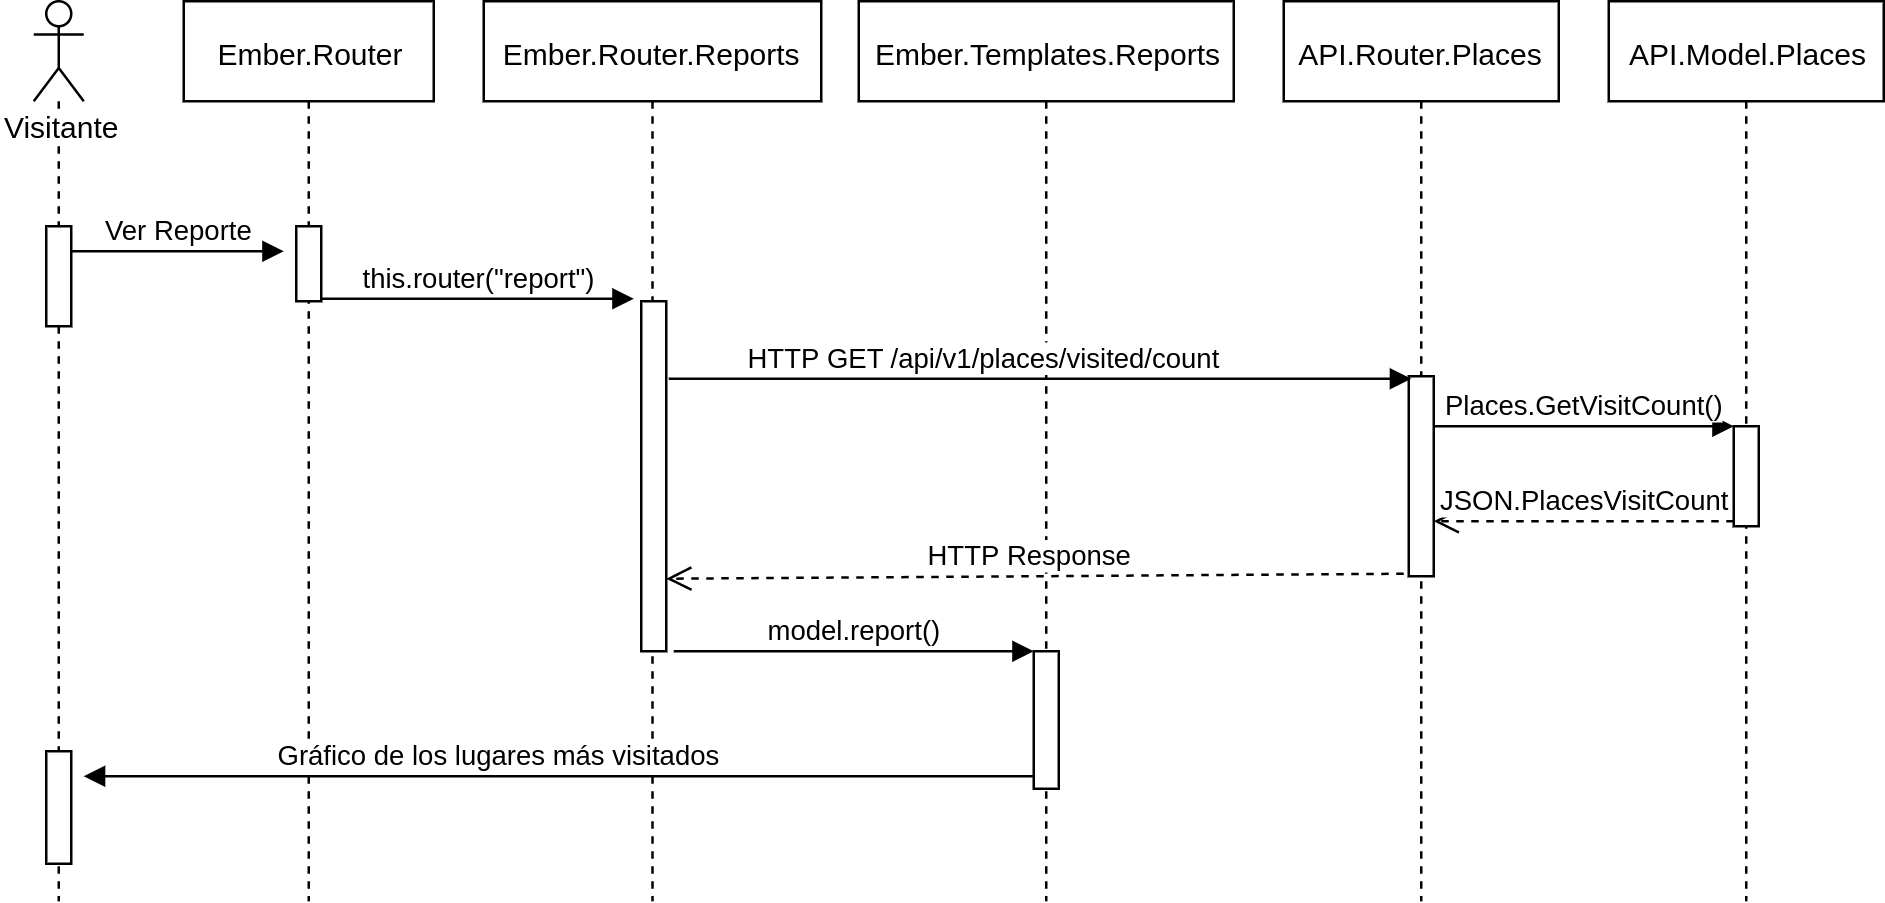 Ember.Router
Ember.Router.Reports
Ember.Templates.Reports
API.Router.Places
API.Model.Places
Visitante
Ver Reporte
this.router("report")
HTTP GET /api/v1/places/visited/count
Places.GetVisitCount()
JSON.PlacesVisitCount
HTTP Response
model.report()
Gráfico de los lugares más visitados